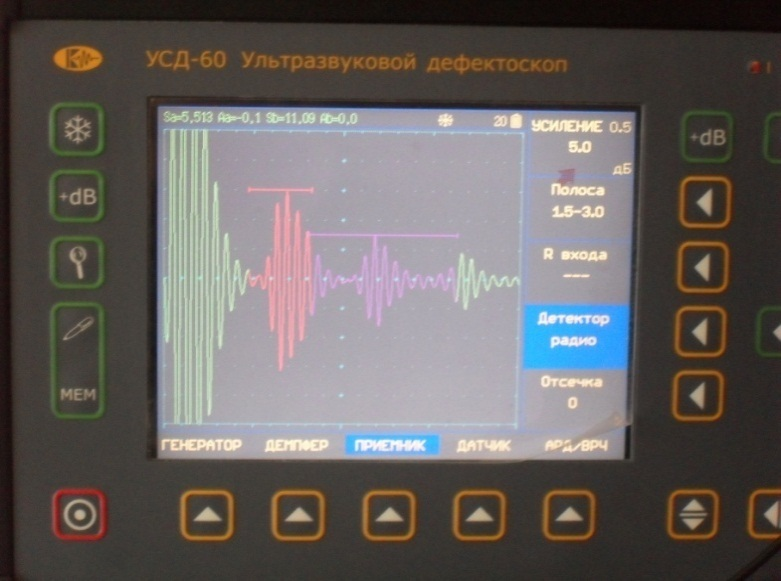 УСД-60 Ультразвуковой дефектоскоп
Sa=5,513 Aa=-0,1 Sb=11,09 Ab=0,0
20
УСИЛЕНИЕ 0.5
5.0
дБ
Полоса
1.5-3.0
R входа
---
Детектор
радио
Отсечка
0
ГЕНЕРАТОР ДЕМПФЕР ПРИЕМНИК ДАТЧИК АРД/ВРЧ
+dB
+dB
МЕМ